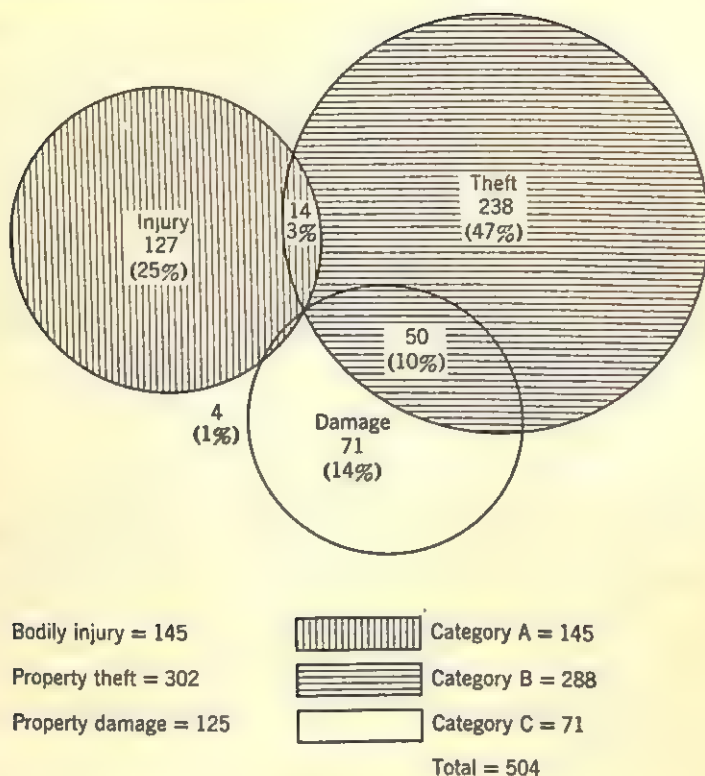 Injury
127
(25%)
14
3%
Theft
238
(47%)
50
(10%)
4
(1%)
Damage
71
(14%)
Bodily injury = 145
Property theft = 302
Property damage = 125
Category A = 145
Category B = 288
Category C = 71
Total = 504